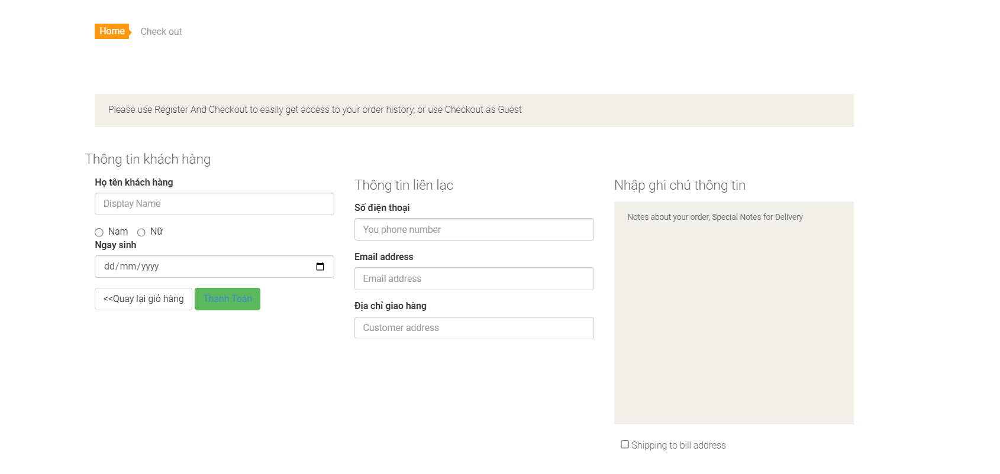 Home Check out
Please use Register And Checkout to easily get access to your order history, or use Checkout as Guest
Thông tin khách hàng
Họ tên khách hàng
Display Name
Nam Nữ
Ngay sinh
dd/mm/yyyy
<<Quay lại giỏ hàng Thanh Toán
Thông tin liên lạc
Số điện thoại
You phone number
Email address
Email address
Địa chỉ giao hàng
Customer address
Nhập ghi chú thông tin
Notes about your order, Special Notes for Delivery
Shipping to bill address